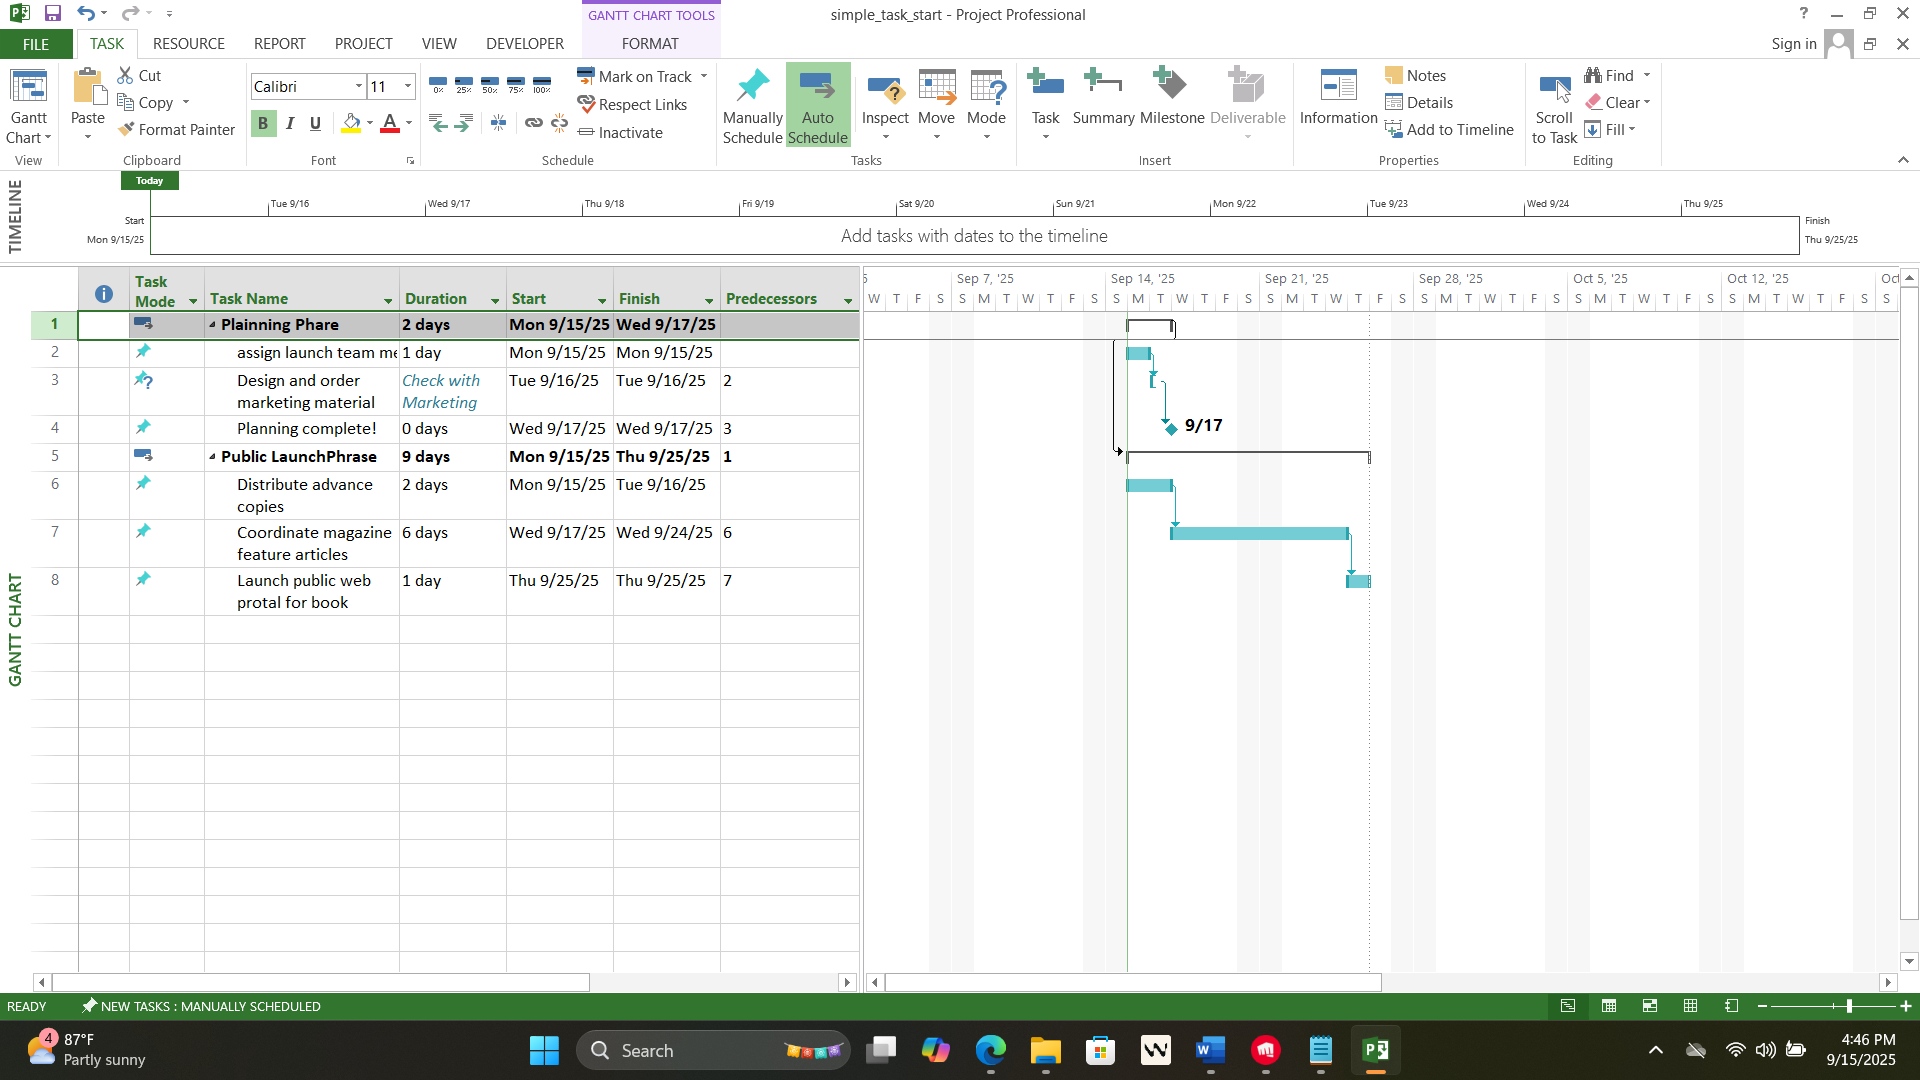 GANTT CHART TOOLS
simple_task_start - Project Professional
?
FILE TASK RESOURCE REPORT PROJECT VIEW DEVELOPER FORMAT
Sign in
Gantt Chart
View
Paste
Cut
Copy
Format Painter
Clipboard
Calibri 11
B I U A
Font
0% 25% 50% 75% 100%
Mark on Track
Respect Links
Inactivate
Schedule
Manually Schedule
Auto Schedule
Inspect
Move
Mode
Tasks
Task
Summary
Milestone
Deliverable
Insert
Information
Notes
Details
Add to Timeline
Properties
Scroll to Task
Find
Clear
Fill
Editing
TIMELINE
Today
Start
Mon 9/15/25
Tue 9/16 Wed 9/17 Thu 9/18 Fri 9/19 Sat 9/20 Sun 9/21 Mon 9/22 Tue 9/23 Wed 9/24 Thu 9/25
Add tasks with dates to the timeline
Finish
Thu 9/25/25
GANTT CHART
Task Mode Task Name Duration Start Finish Predecessors
1 Plainning Phare 2 days Mon 9/15/25 Wed 9/17/25
2 assign launch team me 1 day Mon 9/15/25 Mon 9/15/25
3 Design and order marketing material Check with Marketing Tue 9/16/25 Tue 9/16/25 2
4 Planning complete! 0 days Wed 9/17/25 Wed 9/17/25 3
5 Public LaunchPhrase 9 days Mon 9/15/25 Thu 9/25/25 1
6 Distribute advance copies 2 days Mon 9/15/25 Tue 9/16/25
7 Coordinate magazine feature articles 6 days Wed 9/17/25 Wed 9/24/25 6
8 Launch public web protal for book 1 day Thu 9/25/25 Thu 9/25/25 7
Sep 7, '25 Sep 14, '25 Sep 21, '25 Sep 28, '25 Oct 5, '25 Oct 12, '25 Oct
W T F S S M T W T F S S M T W T F S S M T W T F S S M T W T F S S M T W T F S S M T W T F S S
9/17
READY NEW TASKS : MANUALLY SCHEDULED
4
87°F
Partly sunny
Search
4:46 PM
9/15/2025